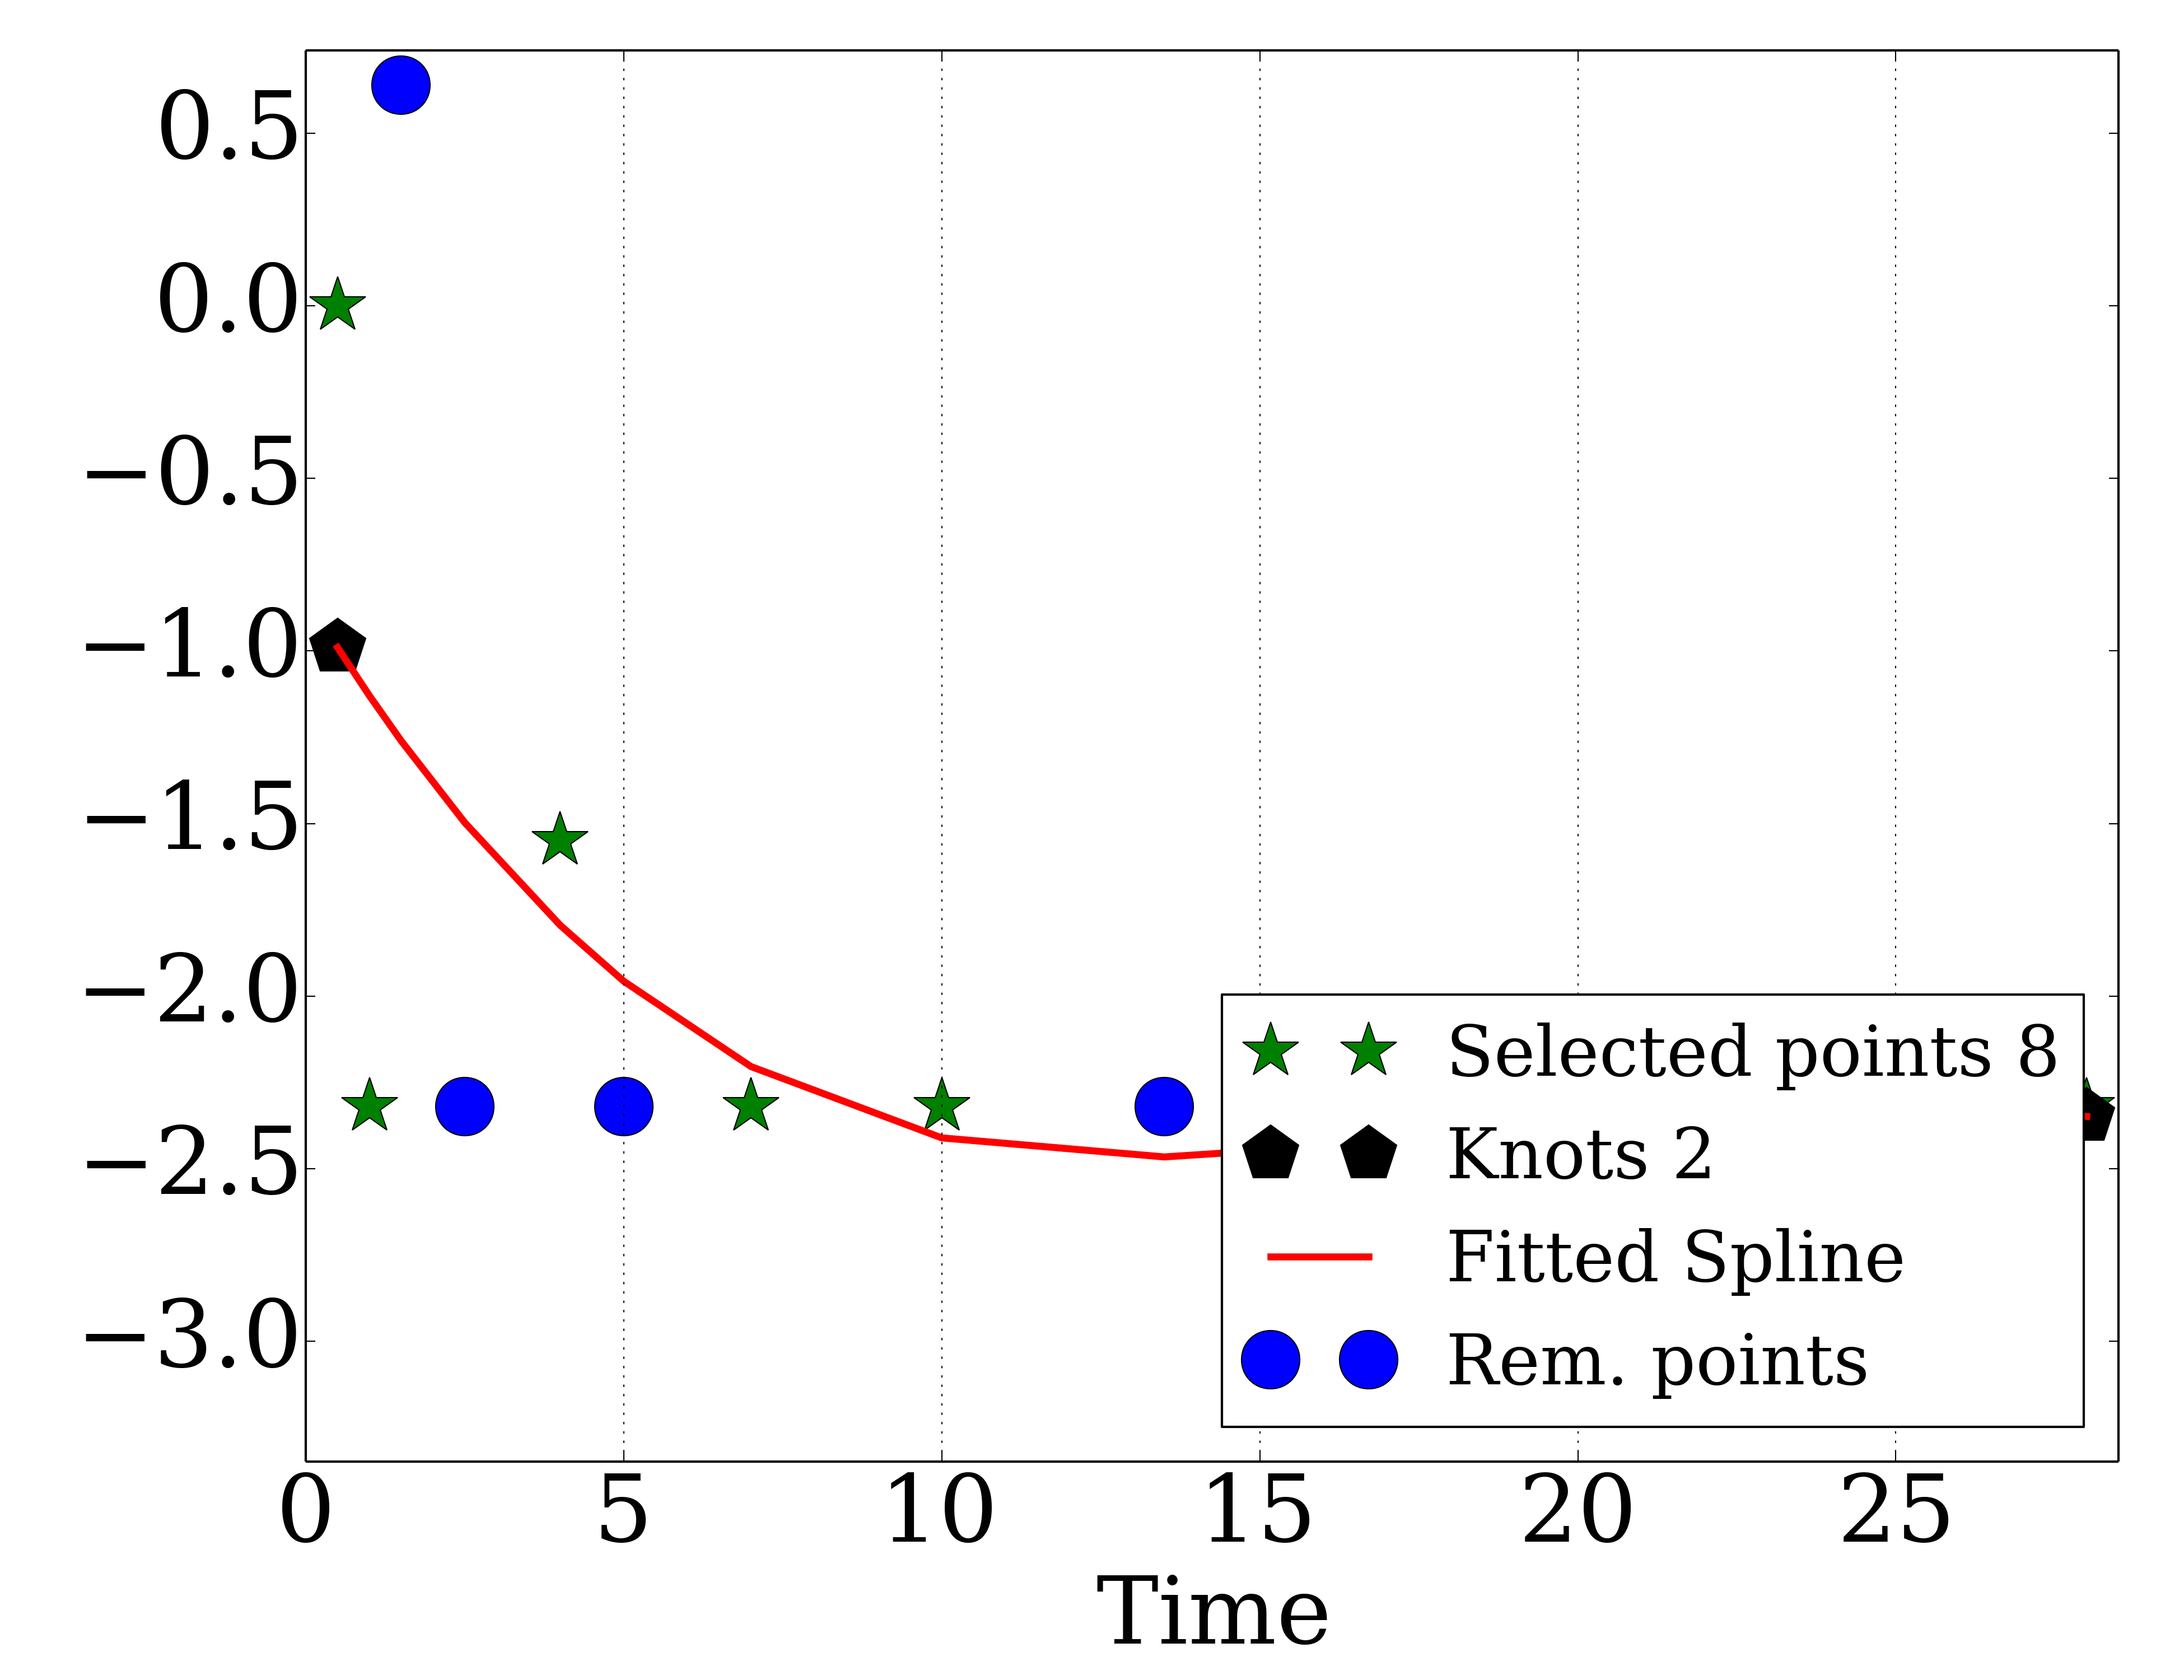 0.5
0.0
−0.5
−1.0
−1.5
−2.0
−2.5
−3.0
0 5 10 15 20 25
Time
Selected points 8
Knots 2
Fitted Spline
Rem. points